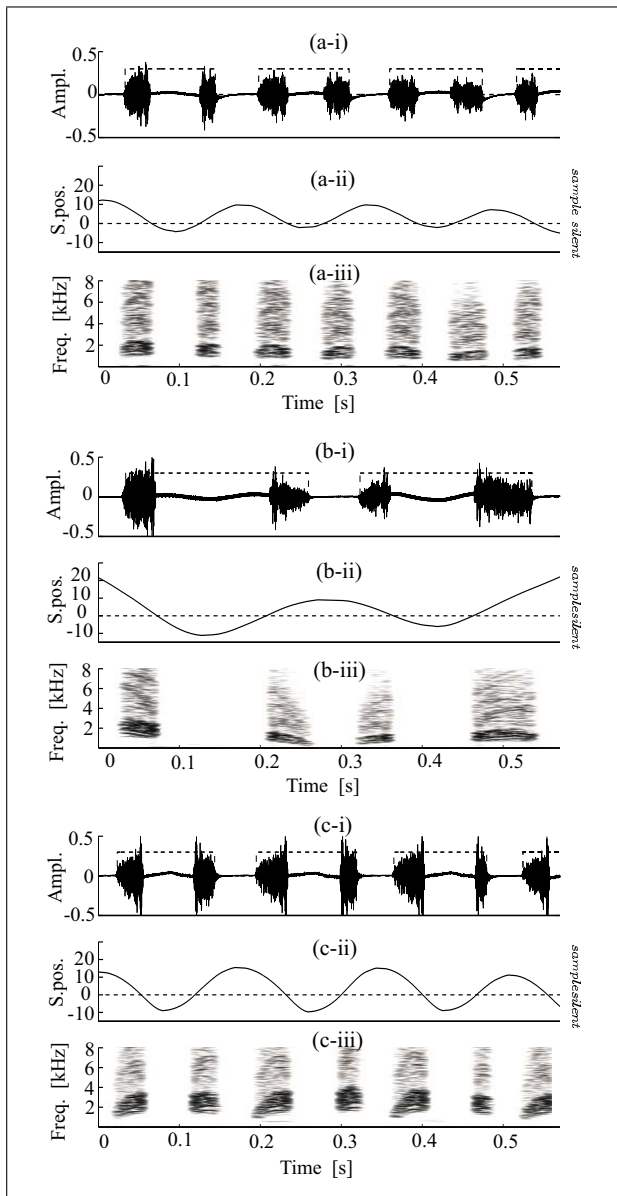 (a-i)
0.5
0
-0.5
Ampl.
(a-ii)
20
10
0
-10
S.pos.
sample silent
(a-iii)
8
6
4
2
Freq. [kHz]
0 0.1 0.2 0.3 0.4 0.5
Time [s]
(b-i)
0.5
0
-0.5
Ampl.
(b-ii)
20
10
0
-10
S.pos.
samplesilent
(b-iii)
8
6
4
2
Freq. [kHz]
0 0.1 0.2 0.3 0.4 0.5
Time [s]
(c-i)
0.5
0
-0.5
Ampl.
(c-ii)
20
10
0
-10
S.pos.
samplesilent
(c-iii)
8
6
4
2
Freq. [kHz]
0 0.1 0.2 0.3 0.4 0.5
Time [s]